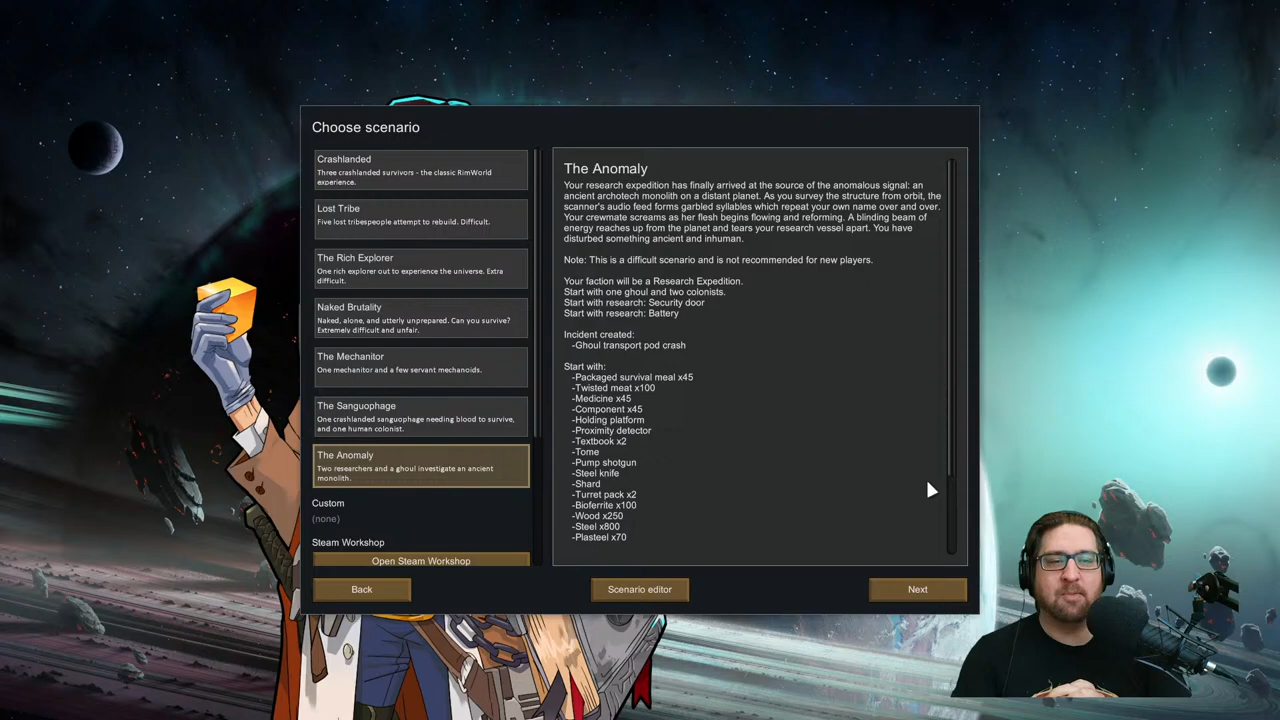 Choose scenario
Crashlanded
Three crashlanded survivors - the classic RimWorld
experience.
Lost Tribe
Five lost tribespeople attempt to rebuild. Difficult.
The Rich Explorer
One rich explorer out to experience the universe. Extra
difficult.
Naked Brutality
Naked, alone, and utterly unprepared. Can you survive?
Extremely difficult and unfair.
The Mechanitor
One mechanitor and a few servant mechanoids.
The Sanguophage
One crashlanded sanguophage needing blood to survive,
and one human colonist.
The Anomaly
Two researchers and a ghoul investigate an ancient
monolith.
Custom
(none)
Steam Workshop
Open Steam Workshop
The Anomaly
Your research expedition has finally arrived at the source of the anomalous signal: an
ancient archotech monolith on a distant planet. As you survey the structure from orbit, the
scanner's audio feed forms garbled syllables which repeat your own name over and over.
Your crewmate screams as her flesh begins flowing and reforming. A blinding beam of
energy reaches up from the planet and tears your research vessel apart. You have
disturbed something ancient and inhuman.
Note: This is a difficult scenario and is not recommended for new players.
Your faction will be a Research Expedition.
Start with one ghoul and two colonists.
Start with research: Security door
Start with research: Battery
Incident created:
-Ghoul transport pod crash
Start with:
-Packaged survival meal x45
-Twisted meat x100
-Medicine x45
-Component x45
-Holding platform
-Proximity detector
-Textbook x2
-Tome
-Pump shotgun
-Steel knife
-Shard
-Turret pack x2
-Bioferrite x100
-Wood x250
-Steel x800
-Plasteel x70
Back
Scenario editor
Next